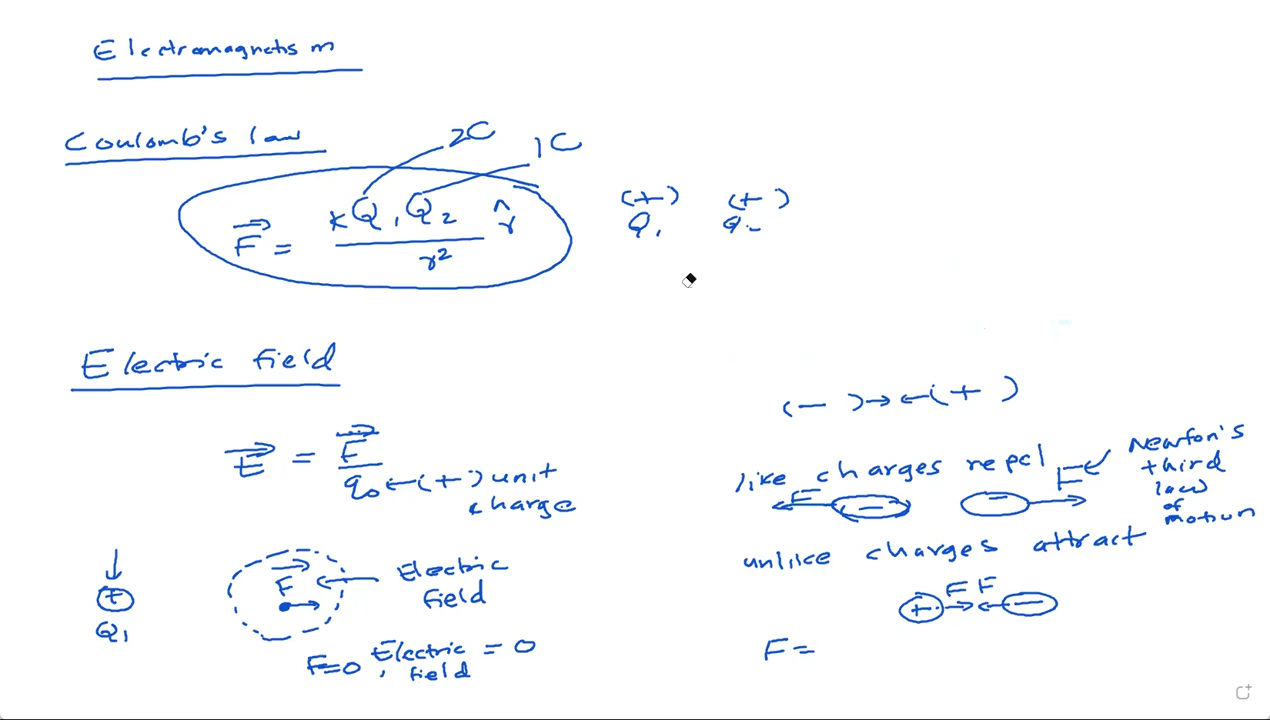 Electromagnetism
Coulomb's law
2C
1C
F = kQ₁Q₂ r̂ / r²
(+) (+)
Q₁ Q₂
Electric field
E = F / q₀ ←(+) unit charge
(-)→ ←(+)
like charges repel
F (-) (-) F ← Newton's third law of motion
unlike charges attract
(+) F F (-)
F =
(+)
Q₁
F
Electric field
F=0, Electric field = 0